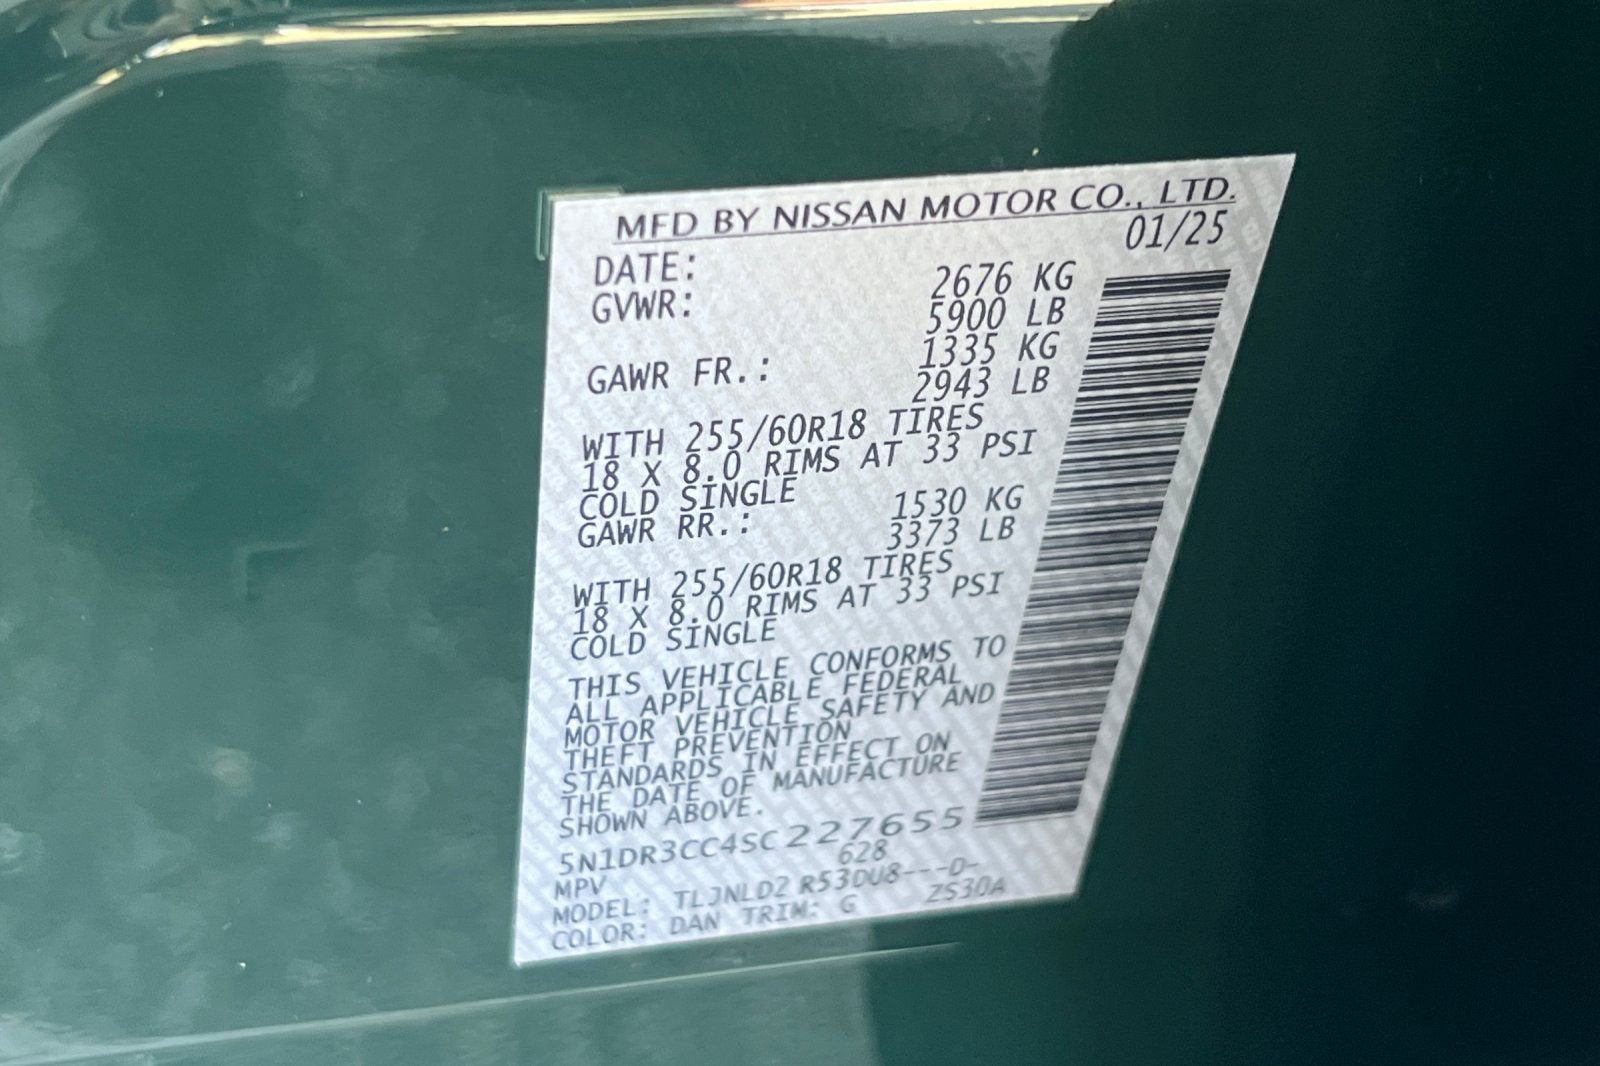 MFD BY NISSAN MOTOR CO., LTD.
DATE: 01/25
GVWR: 2676 KG
5900 LB
GAWR FR.: 1335 KG
2943 LB
WITH 255/60R18 TIRES
18 X 8.0 RIMS AT 33 PSI
COLD SINGLE
GAWR RR.: 1530 KG
3373 LB
WITH 255/60R18 TIRES
18 X 8.0 RIMS AT 33 PSI
COLD SINGLE
THIS VEHICLE CONFORMS TO
ALL APPLICABLE FEDERAL
MOTOR VEHICLE SAFETY AND
THEFT PREVENTION
STANDARDS IN EFFECT ON
THE DATE OF MANUFACTURE
SHOWN ABOVE.
5N1DR3CC4SC227655
MPV 628
MODEL: TLJNLD2 R53DU8---D-
COLOR: DAN TRIM: G ZS30A